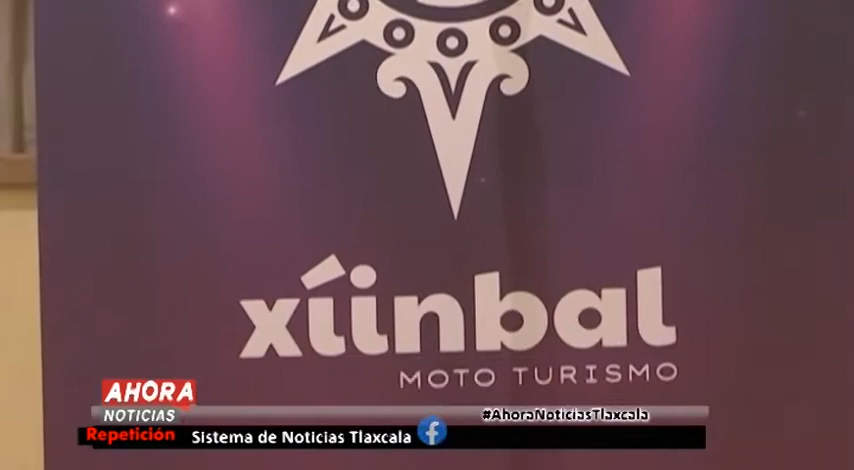 xíinbal
MOTO TURISMO
AHORA
NOTICIAS
#AhoraNoticiasTlaxcala
Repetición
Sistema de Noticias Tlaxcala